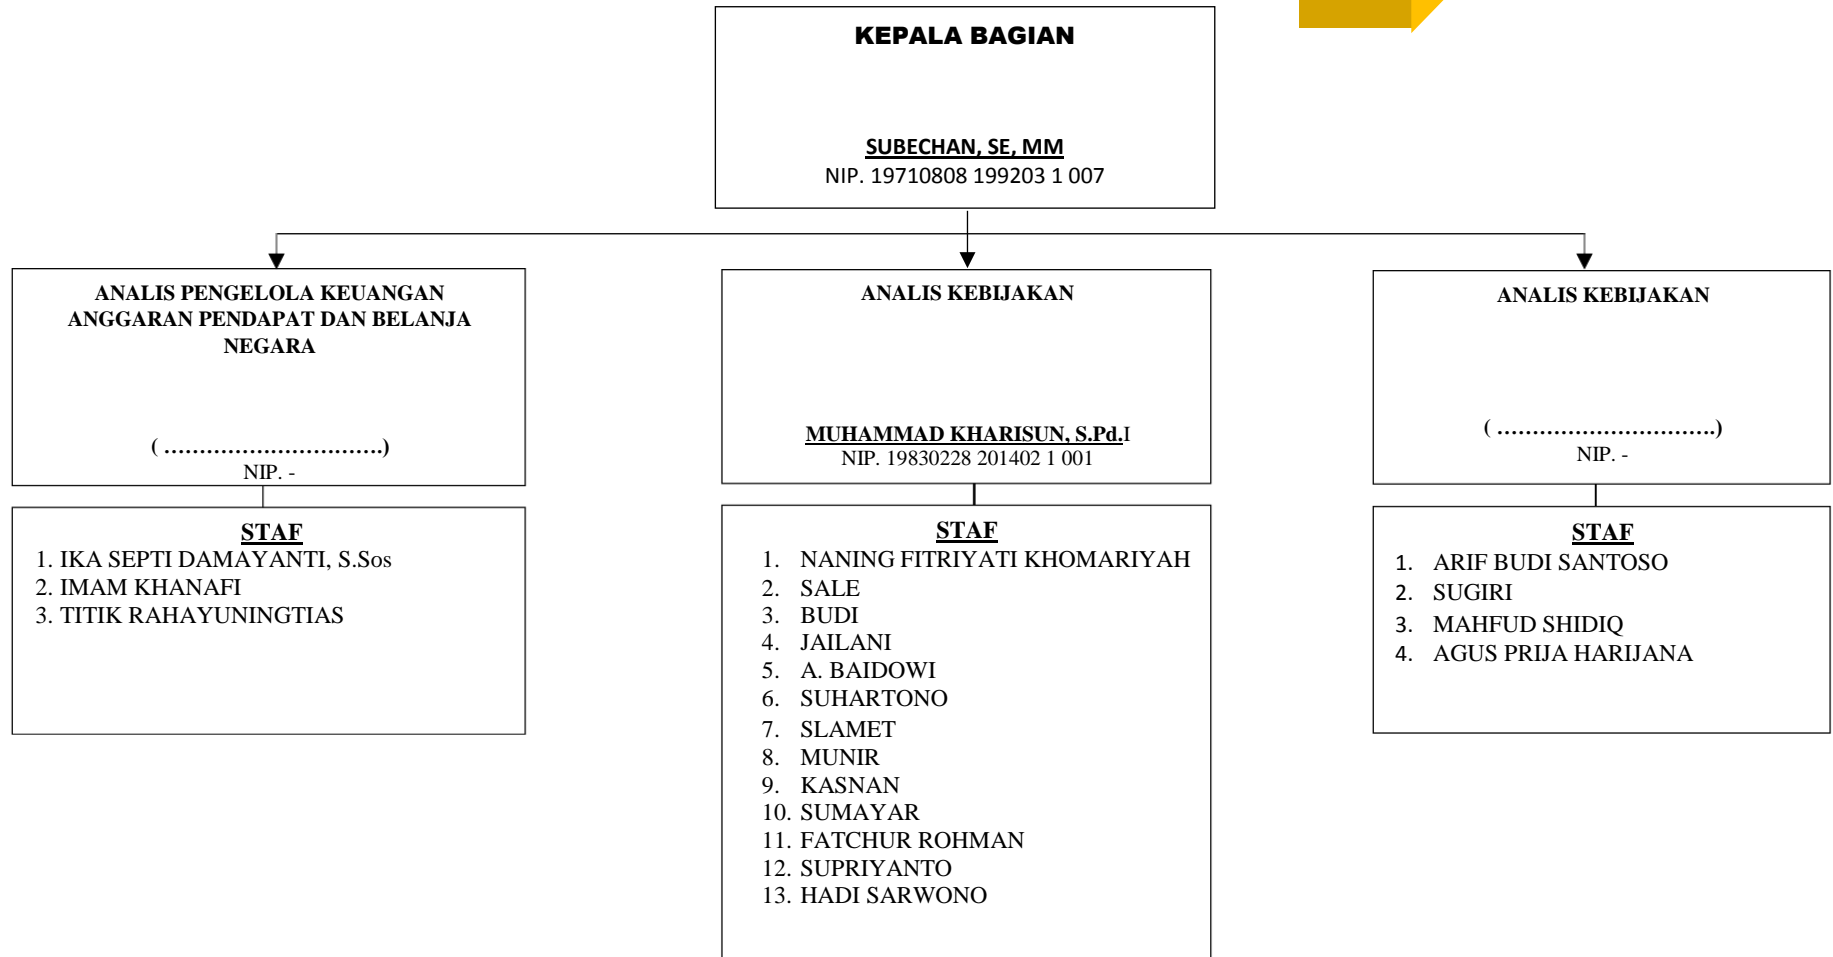 KEPALA BAGIAN
SUBECHAN, SE, MM
NIP. 19710808 199203 1 007
ANALIS PENGELOLA KEUANGAN
ANGGARAN PENDAPAT DAN BELANJA
NEGARA
( ………………………….)
NIP. -
STAF
1. IKA SEPTI DAMAYANTI, S.Sos
2. IMAM KHANAFI
3. TITIK RAHAYUNINGTIAS
ANALIS KEBIJAKAN
MUHAMMAD KHARISUN, S.Pd.I
NIP. 19830228 201402 1 001
STAF
1. NANING FITRIYATI KHOMARIYAH
2. SALE
3. BUDI
4. JAILANI
5. A. BAIDOWI
6. SUHARTONO
7. SLAMET
8. MUNIR
9. KASNAN
10. SUMAYAR
11. FATCHUR ROHMAN
12. SUPRIYANTO
13. HADI SARWONO
ANALIS KEBIJAKAN
( ………………………….)
NIP. -
STAF
1. ARIF BUDI SANTOSO
2. SUGIRI
3. MAHFUD SHIDIQ
4. AGUS PRIJA HARIJANA